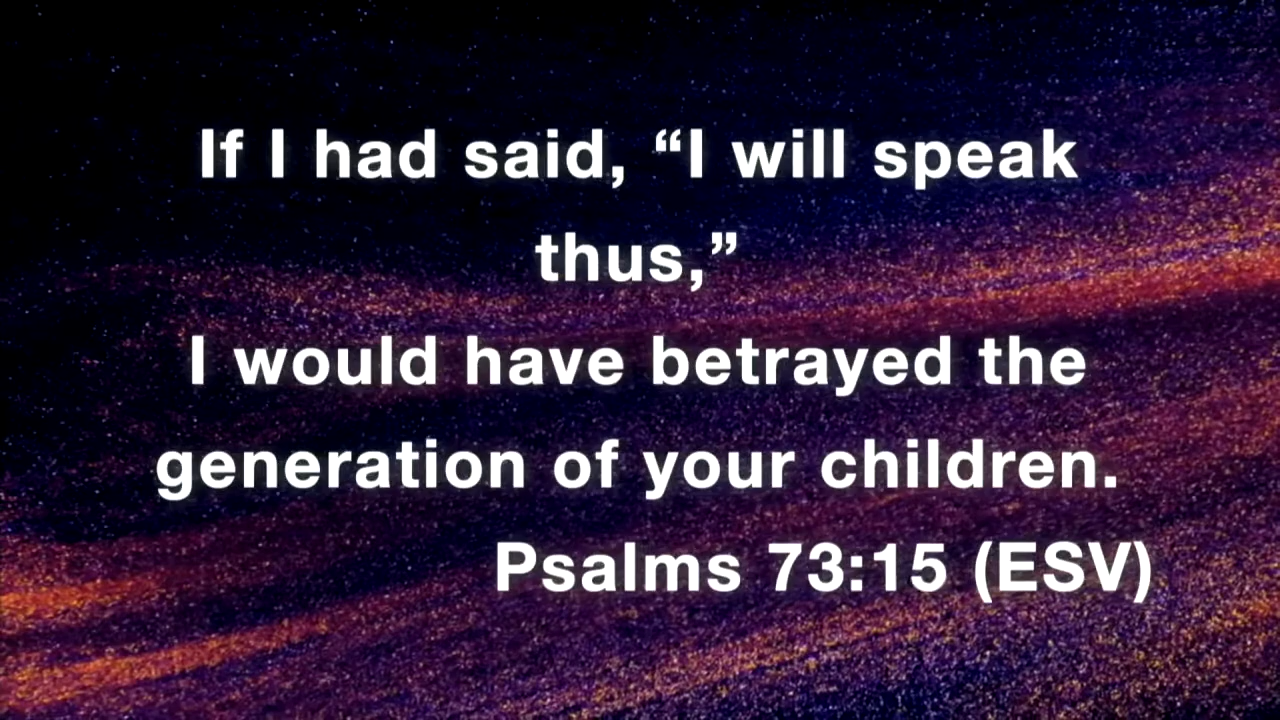 If I had said, “I will speak
thus,”
I would have betrayed the
generation of your children.
Psalms 73:15 (ESV)